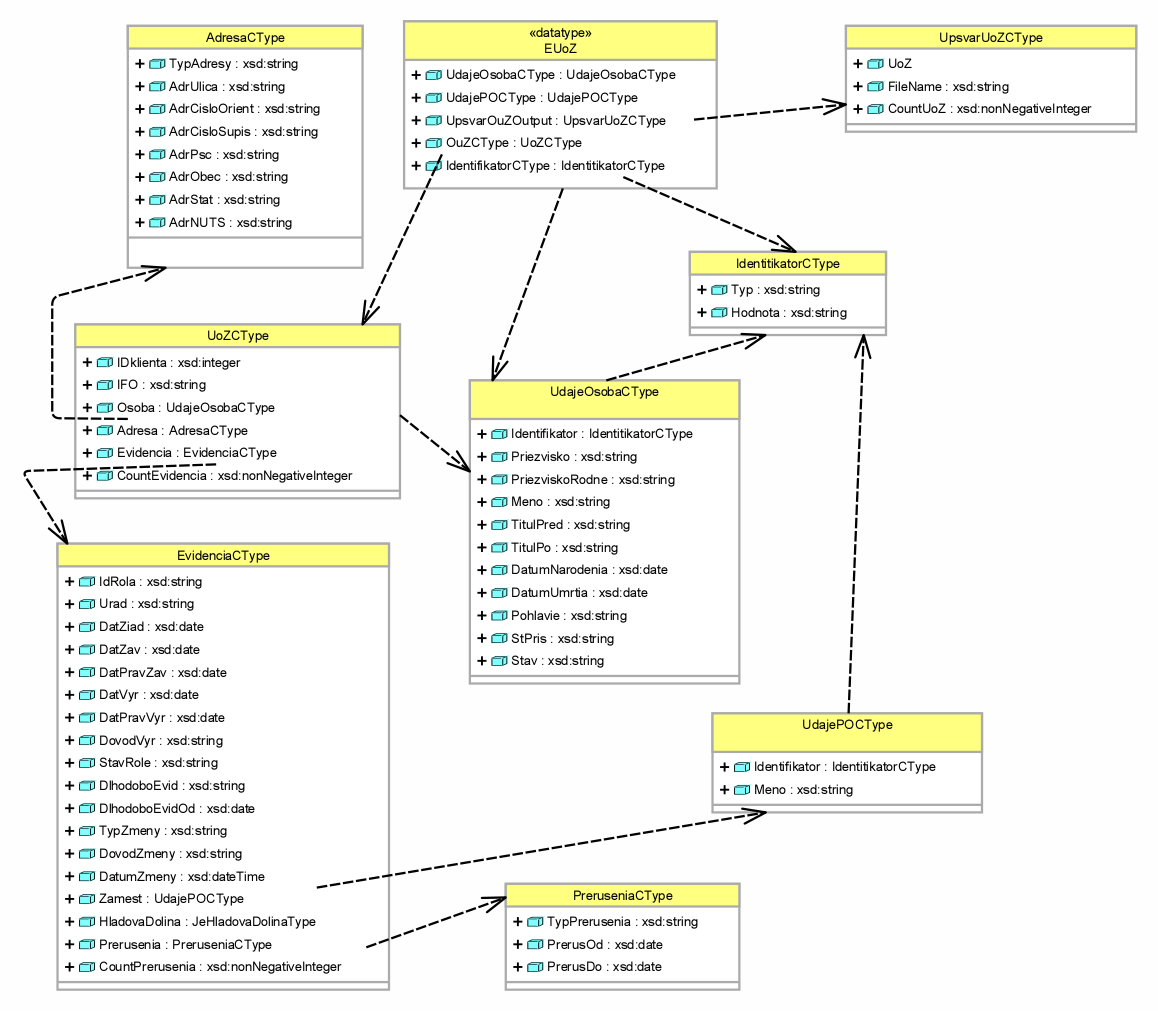 AdresaCType
+ TypAdresy : xsd:string
+ AdrUlica : xsd:string
+ AdrCisloOrient : xsd:string
+ AdrCisloSupis : xsd:string
+ AdrPsc : xsd:string
+ AdrObec : xsd:string
+ AdrStat : xsd:string
+ AdrNUTS : xsd:string
«datatype»
EUoZ
+ UdajeOsobaCType : UdajeOsobaCType
+ UdajePOCType : UdajePOCType
+ UpsvarOuZOutput : UpsvarUoZCType
+ OuZCType : UoZCType
+ IdentifikatorCType : IdentitikatorCType
UpsvarUoZCType
+ UoZ
+ FileName : xsd:string
+ CountUoZ : xsd:nonNegativeInteger
IdentitikatorCType
+ Typ : xsd:string
+ Hodnota : xsd:string
UoZCType
+ IDklienta : xsd:integer
+ IFO : xsd:string
+ Osoba : UdajeOsobaCType
+ Adresa : AdresaCType
+ Evidencia : EvidenciaCType
+ CountEvidencia : xsd:nonNegativeInteger
UdajeOsobaCType
+ Identifikator : IdentitikatorCType
+ Priezvisko : xsd:string
+ PriezviskoRodne : xsd:string
+ Meno : xsd:string
+ TitulPred : xsd:string
+ TitulPo : xsd:string
+ DatumNarodenia : xsd:date
+ DatumUmrtia : xsd:date
+ Pohlavie : xsd:string
+ StPris : xsd:string
+ Stav : xsd:string
EvidenciaCType
+ IdRola : xsd:string
+ Urad : xsd:string
+ DatZiad : xsd:date
+ DatZav : xsd:date
+ DatPravZav : xsd:date
+ DatVyr : xsd:date
+ DatPravVyr : xsd:date
+ DovodVyr : xsd:string
+ StavRole : xsd:string
+ DlhodoboEvid : xsd:string
+ DlhodoboEvidOd : xsd:date
+ TypZmeny : xsd:string
+ DovodZmeny : xsd:string
+ DatumZmeny : xsd:dateTime
+ Zamest : UdajePOCType
+ HladovaDolina : JeHladovaDolinaType
+ Prerusenia : PreruseniaCType
+ CountPrerusenia : xsd:nonNegativeInteger
UdajePOCType
+ Identifikator : IdentitikatorCType
+ Meno : xsd:string
PreruseniaCType
+ TypPrerusenia : xsd:string
+ PrerusOd : xsd:date
+ PrerusDo : xsd:date